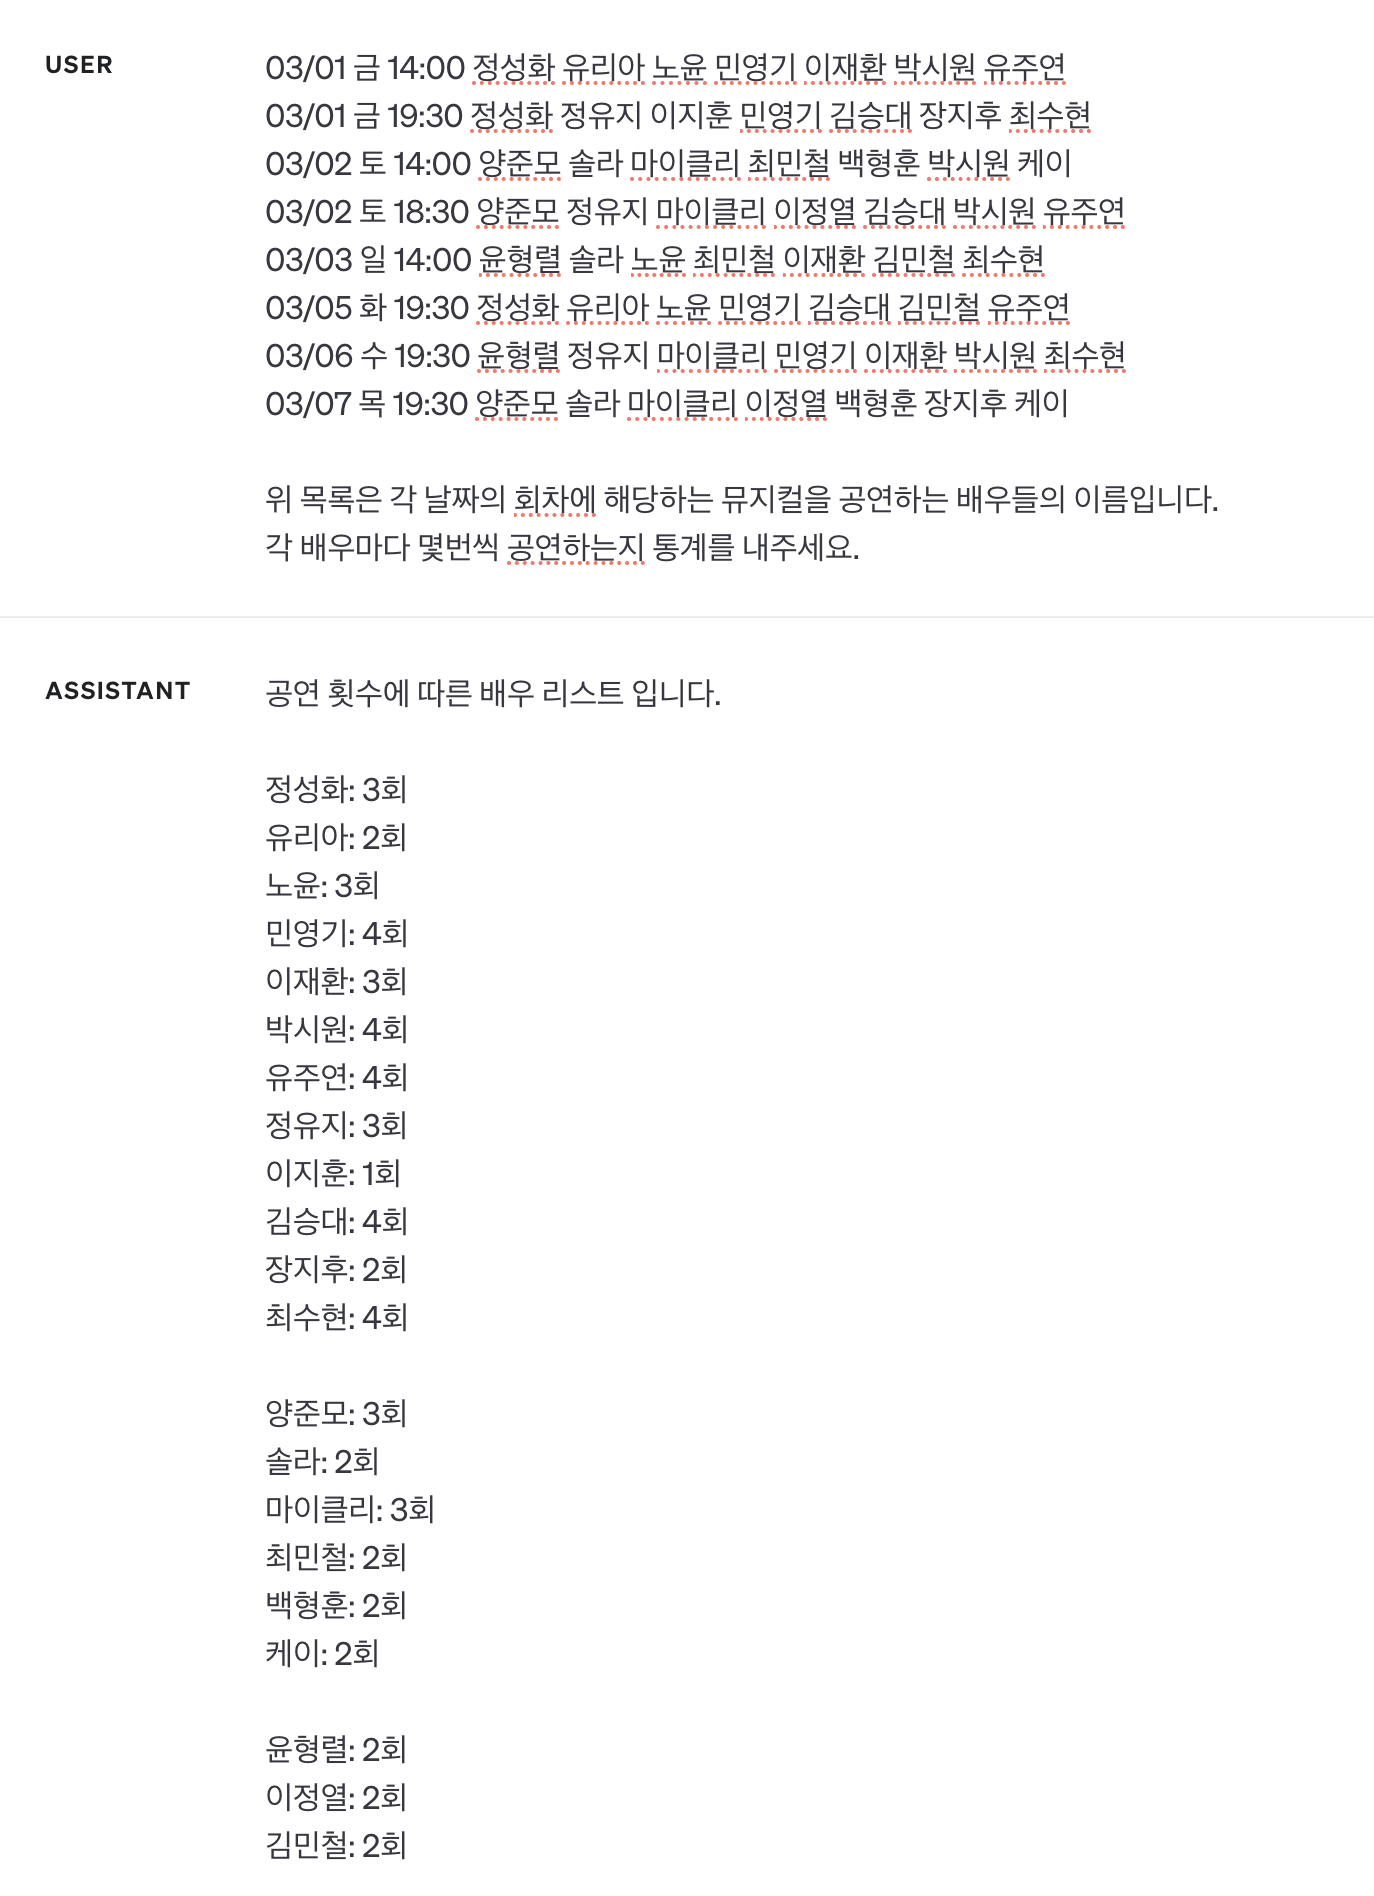 USER
03/01 금 14:00 정성화 유리아 노윤 민영기 이재환 박시원 유주연
03/01 금 19:30 정성화 정유지 이지훈 민영기 김승대 장지후 최수현
03/02 토 14:00 양준모 솔라 마이클리 최민철 백형훈 박시원 케이
03/02 토 18:30 양준모 정유지 마이클리 이정열 김승대 박시원 유주연
03/03 일 14:00 윤형렬 솔라 노윤 최민철 이재환 김민철 최수현
03/05 화 19:30 정성화 유리아 노윤 민영기 김승대 김민철 유주연
03/06 수 19:30 윤형렬 정유지 마이클리 민영기 이재환 박시원 최수현
03/07 목 19:30 양준모 솔라 마이클리 이정열 백형훈 장지후 케이
위 목록은 각 날짜의 회차에 해당하는 뮤지컬을 공연하는 배우들의 이름입니다.
각 배우마다 몇번씩 공연하는지 통계를 내주세요.
ASSISTANT
공연 횟수에 따른 배우 리스트 입니다.
정성화: 3회
유리아: 2회
노윤: 3회
민영기: 4회
이재환: 3회
박시원: 4회
유주연: 4회
정유지: 3회
이지훈: 1회
김승대: 4회
장지후: 2회
최수현: 4회
양준모: 3회
솔라: 2회
마이클리: 3회
최민철: 2회
백형훈: 2회
케이: 2회
윤형렬: 2회
이정열: 2회
김민철: 2회